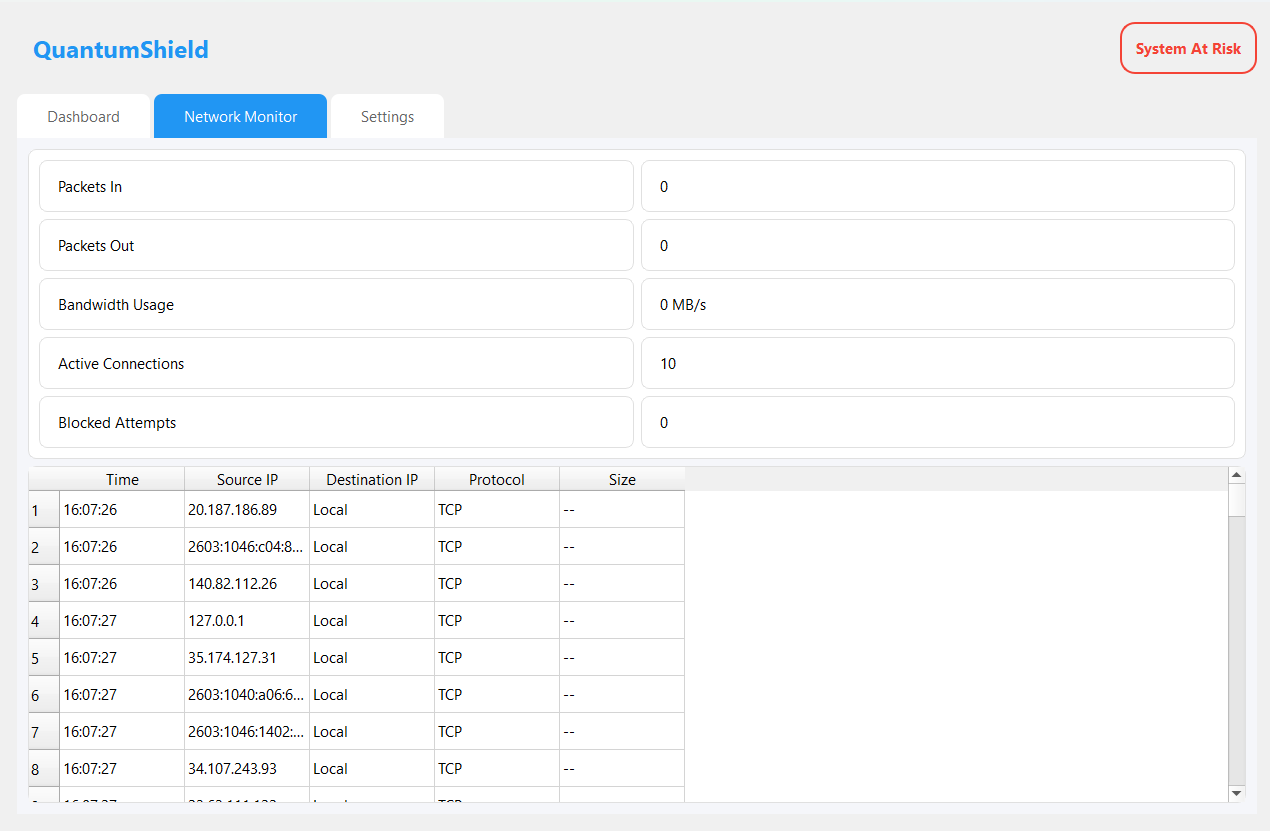 QuantumShield
System At Risk
Dashboard Network Monitor Settings
Packets In 0
Packets Out 0
Bandwidth Usage 0 MB/s
Active Connections 10
Blocked Attempts 0
Time Source IP Destination IP Protocol Size
1 16:07:26 20.187.186.89 Local TCP --
2 16:07:26 2603:1046:c04:8... Local TCP --
3 16:07:26 140.82.112.26 Local TCP --
4 16:07:27 127.0.0.1 Local TCP --
5 16:07:27 35.174.127.31 Local TCP --
6 16:07:27 2603:1040:a06:6... Local TCP --
7 16:07:27 2603:1046:1402:... Local TCP --
8 16:07:27 34.107.243.93 Local TCP --